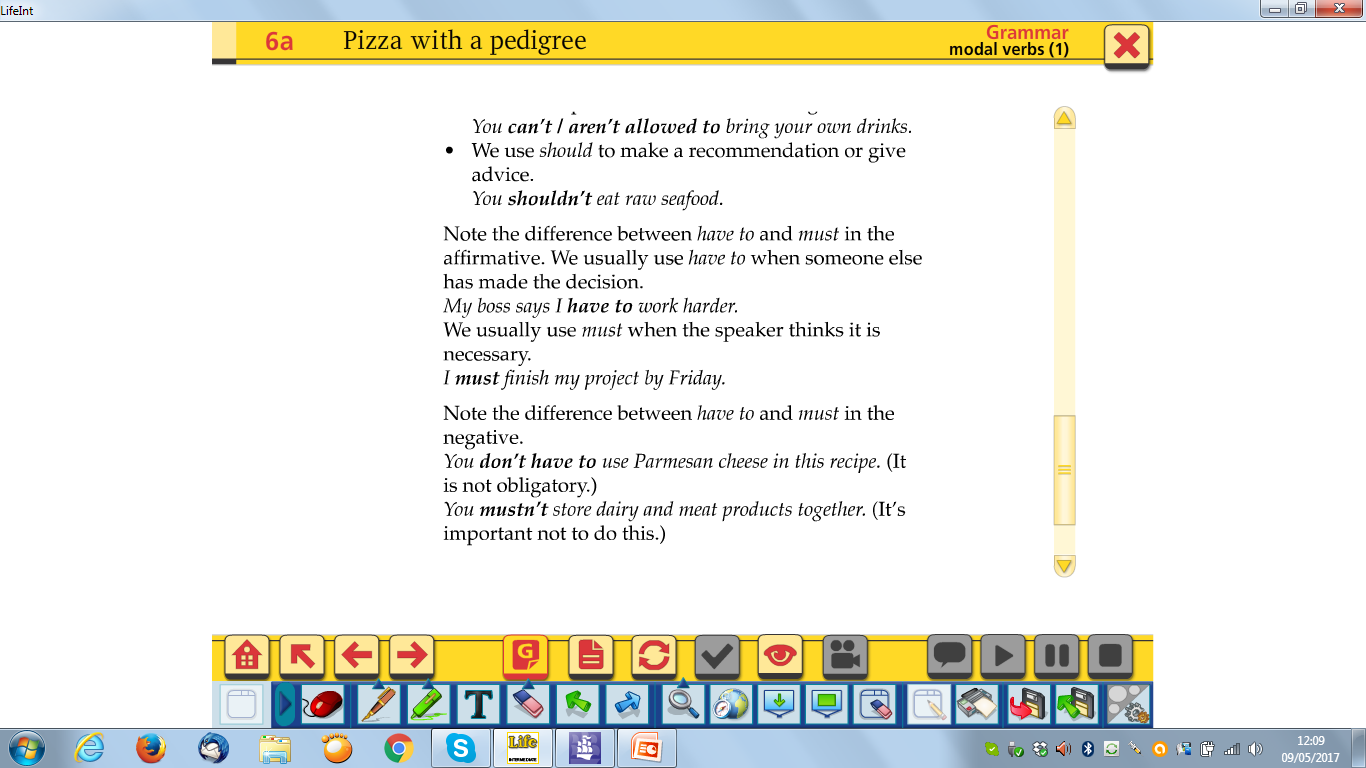 LifeInt
6a Pizza with a pedigree
Grammar
modal verbs (1)
You can't / aren't allowed to bring your own drinks.
• We use should to make a recommendation or give
advice.
You shouldn't eat raw seafood.
Note the difference between have to and must in the
affirmative. We usually use have to when someone else
has made the decision.
My boss says I have to work harder.
We usually use must when the speaker thinks it is
necessary.
I must finish my project by Friday.
Note the difference between have to and must in the
negative.
You don't have to use Parmesan cheese in this recipe. (It
is not obligatory.)
You mustn't store dairy and meat products together. (It's
important not to do this.)
G
T
Life
INTERMEDIATE
12:09
09/05/2017